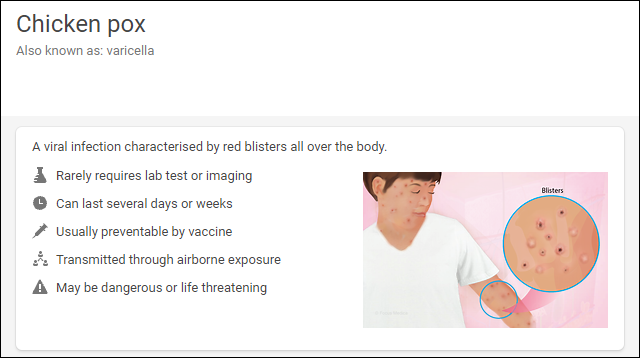 Chicken pox
Also known as: varicella
A viral infection characterised by red blisters all over the body.
Rarely requires lab test or imaging
Can last several days or weeks
Usually preventable by vaccine
Transmitted through airborne exposure
May be dangerous or life threatening
Blisters